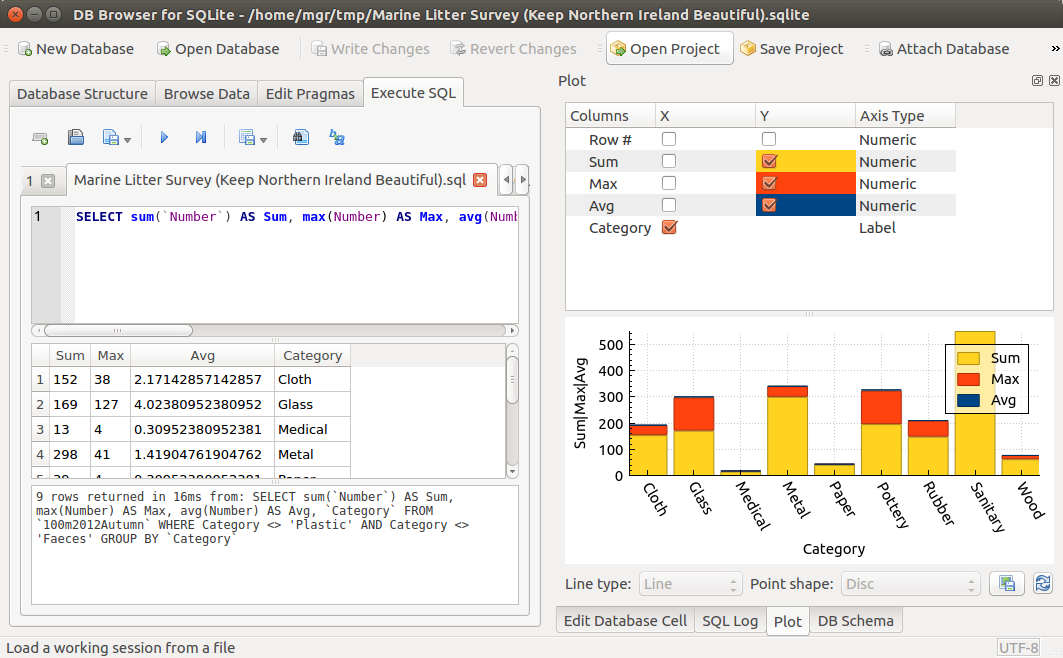 DB Browser for SQLite - /home/mgr/tmp/Marine Litter Survey (Keep Northern Ireland Beautiful).sqlite
New Database Open Database Write Changes Revert Changes Open Project Save Project Attach Database »
Database Structure Browse Data Edit Pragmas Execute SQL
1 Marine Litter Survey (Keep Northern Ireland Beautiful).sql
1 SELECT sum(`Number`) AS Sum, max(Number) AS Max, avg(Numb
Sum Max Avg Category
1 152 38 2.17142857142857 Cloth
2 169 127 4.02380952380952 Glass
3 13 4 0.30952380952381 Medical
4 298 41 1.41904761904762 Metal
9 rows returned in 16ms from: SELECT sum(`Number`) AS Sum,
max(Number) AS Max, avg(Number) AS Avg, `Category` FROM
`100m2012Autumn` WHERE Category <> 'Plastic' AND Category <>
'Faeces' GROUP BY `Category`
Plot
Columns X Y Axis Type
Row # Numeric
Sum Numeric
Max Numeric
Avg Numeric
Category Label
Sum|Max|Avg
500
400
300
200
100
0
Sum
Max
Avg
Cloth Glass Medical Metal Paper Pottery Rubber Sanitary Wood
Category
Line type: Line Point shape: Disc
Edit Database Cell SQL Log Plot DB Schema
Load a working session from a file UTF-8